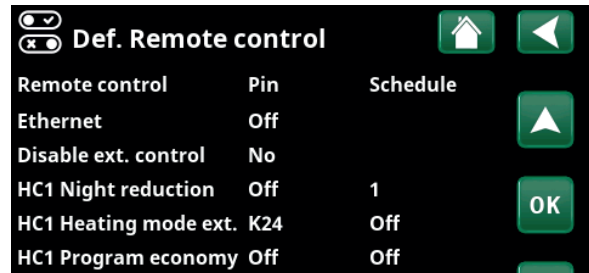 Def. Remote control
Remote control Pin Schedule
Ethernet Off
Disable ext. control No
HC1 Night reduction Off 1
OK
HC1 Heating mode ext. K24 Off
HC1 Program economy Off Off